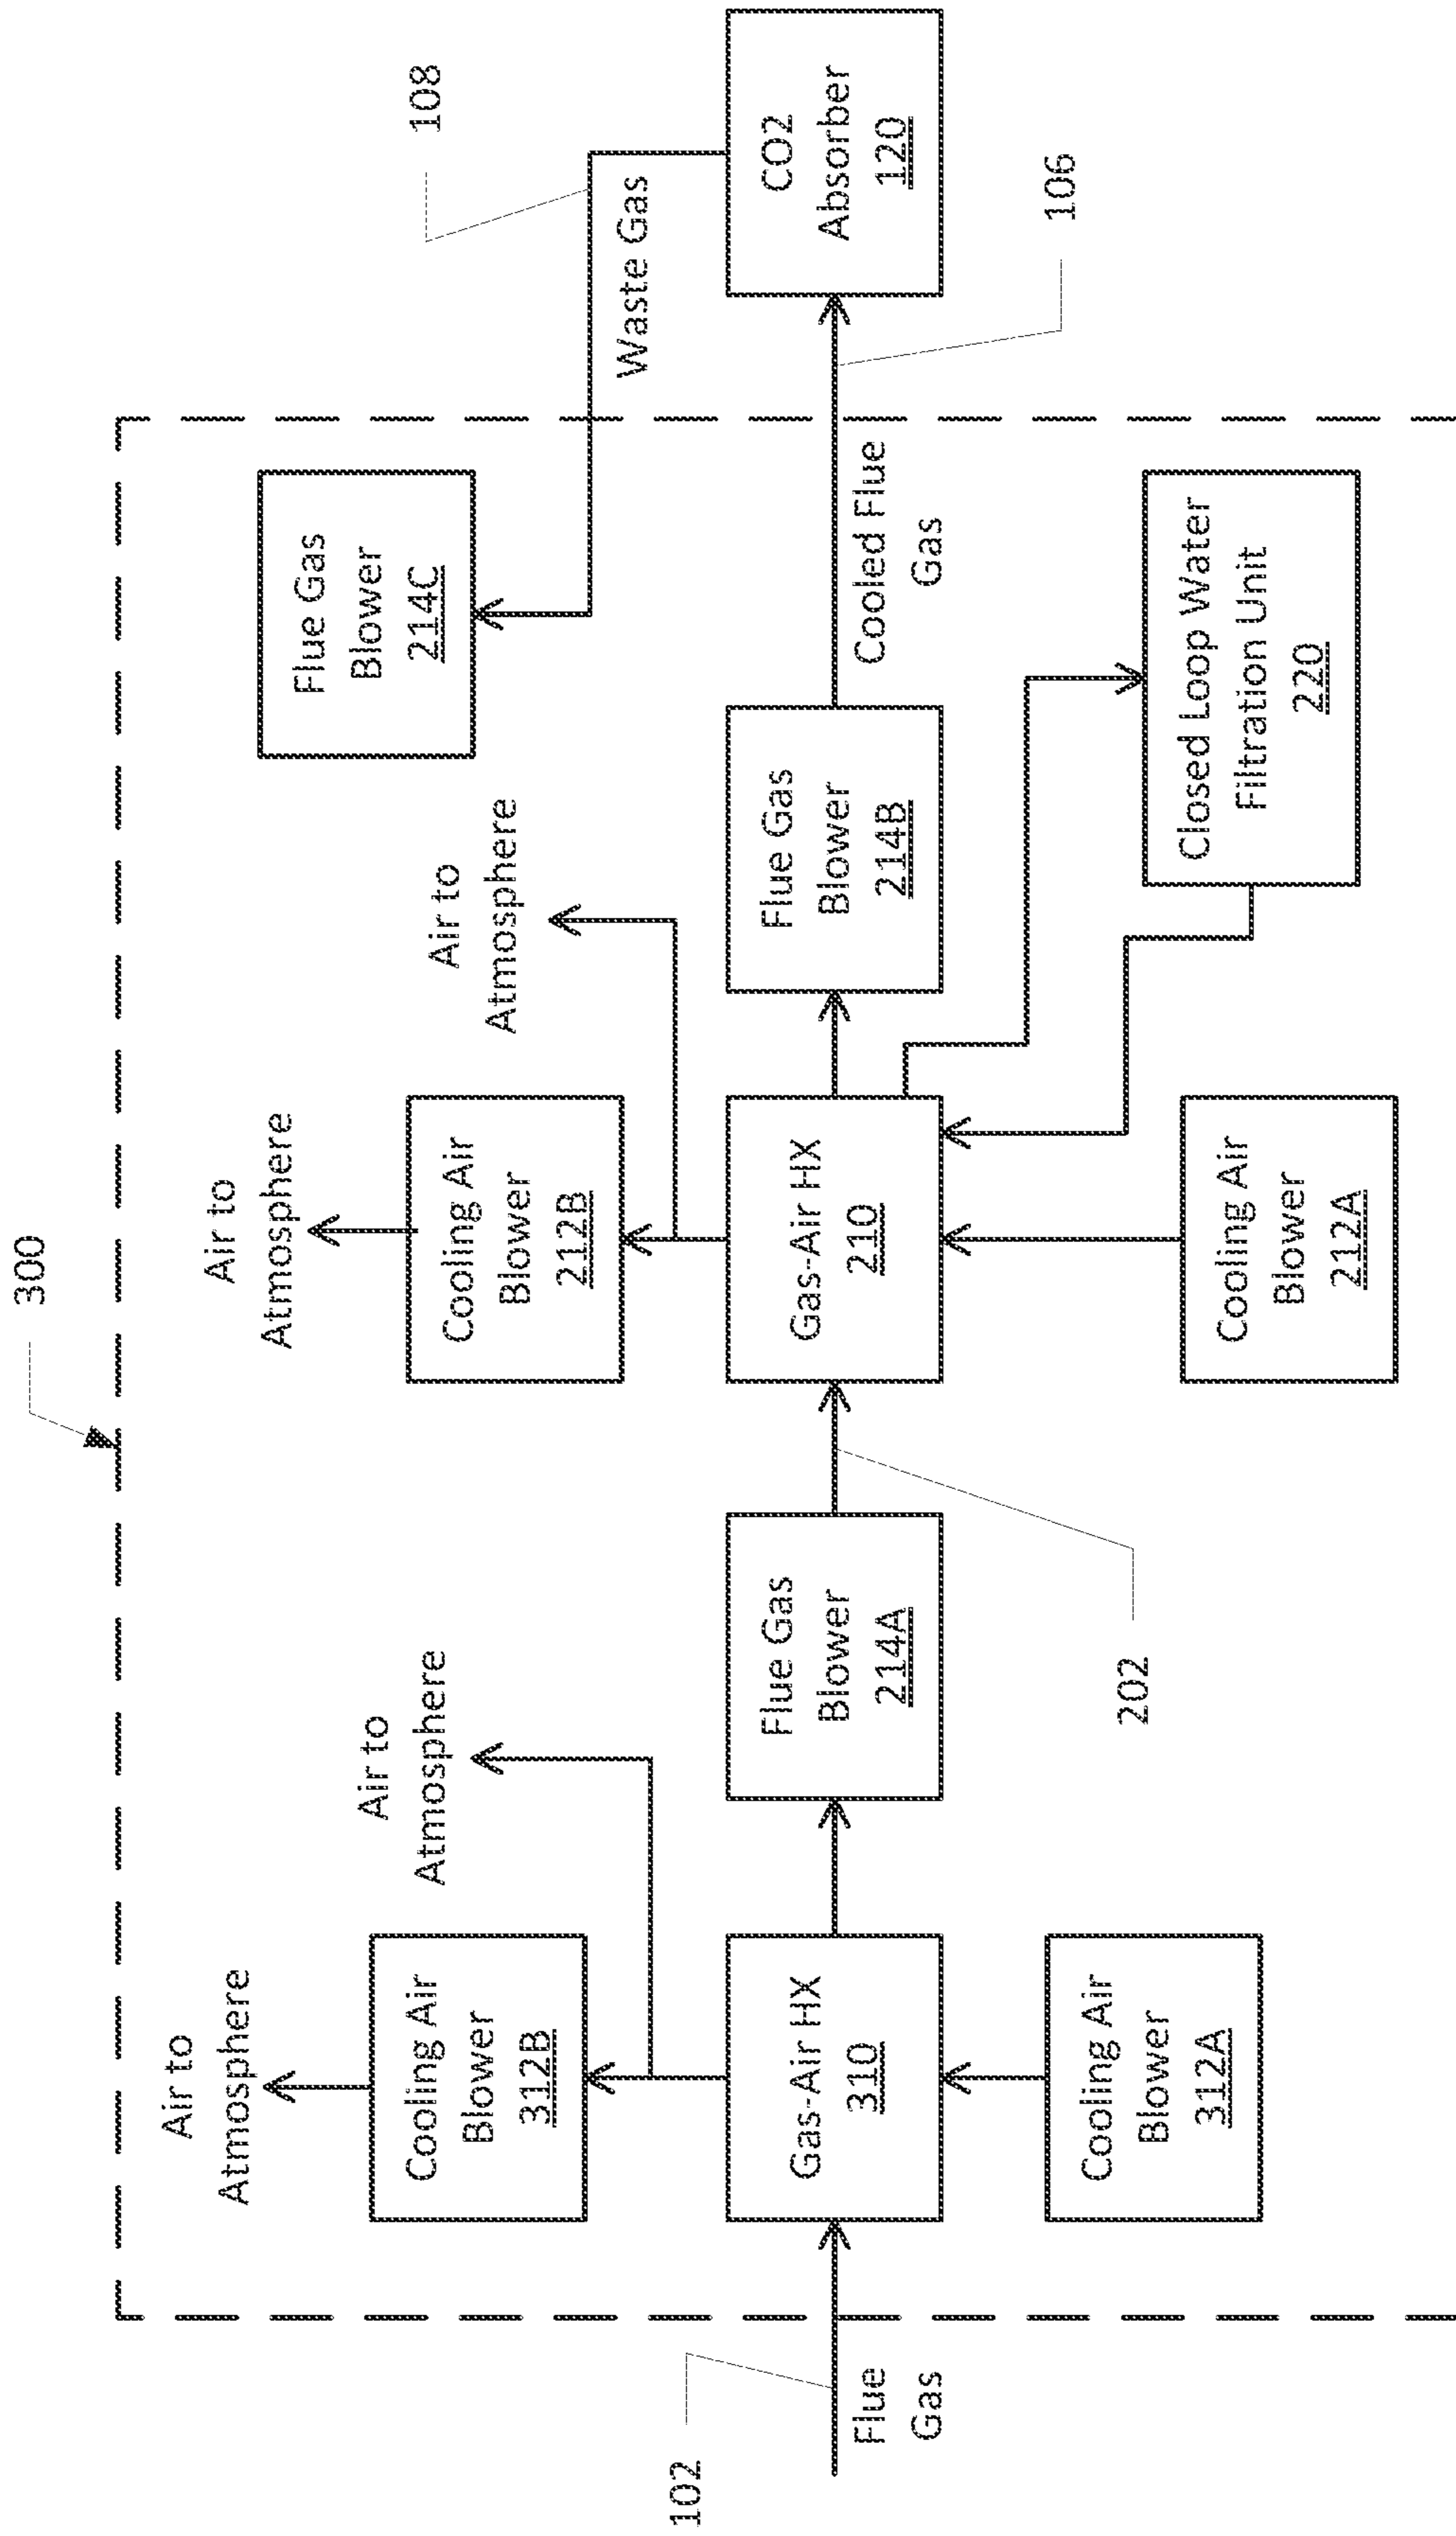 300
Air to
Atmosphere
Air to
Atmosphere
Air to
Atmosphere
Air to
Atmosphere
Cooling Air
Blower
312B
Cooling Air
Blower
212B
Flue Gas
Blower
214C
108
Waste Gas
102
Flue
Gas
Gas-Air HX
310
Flue Gas
Blower
214A
Gas-Air HX
210
Flue Gas
Blower
214B
Cooled Flue
Gas
CO2
Absorber
120
106
Cooling Air
Blower
312A
202
Cooling Air
Blower
212A
Closed Loop Water
Filtration Unit
220